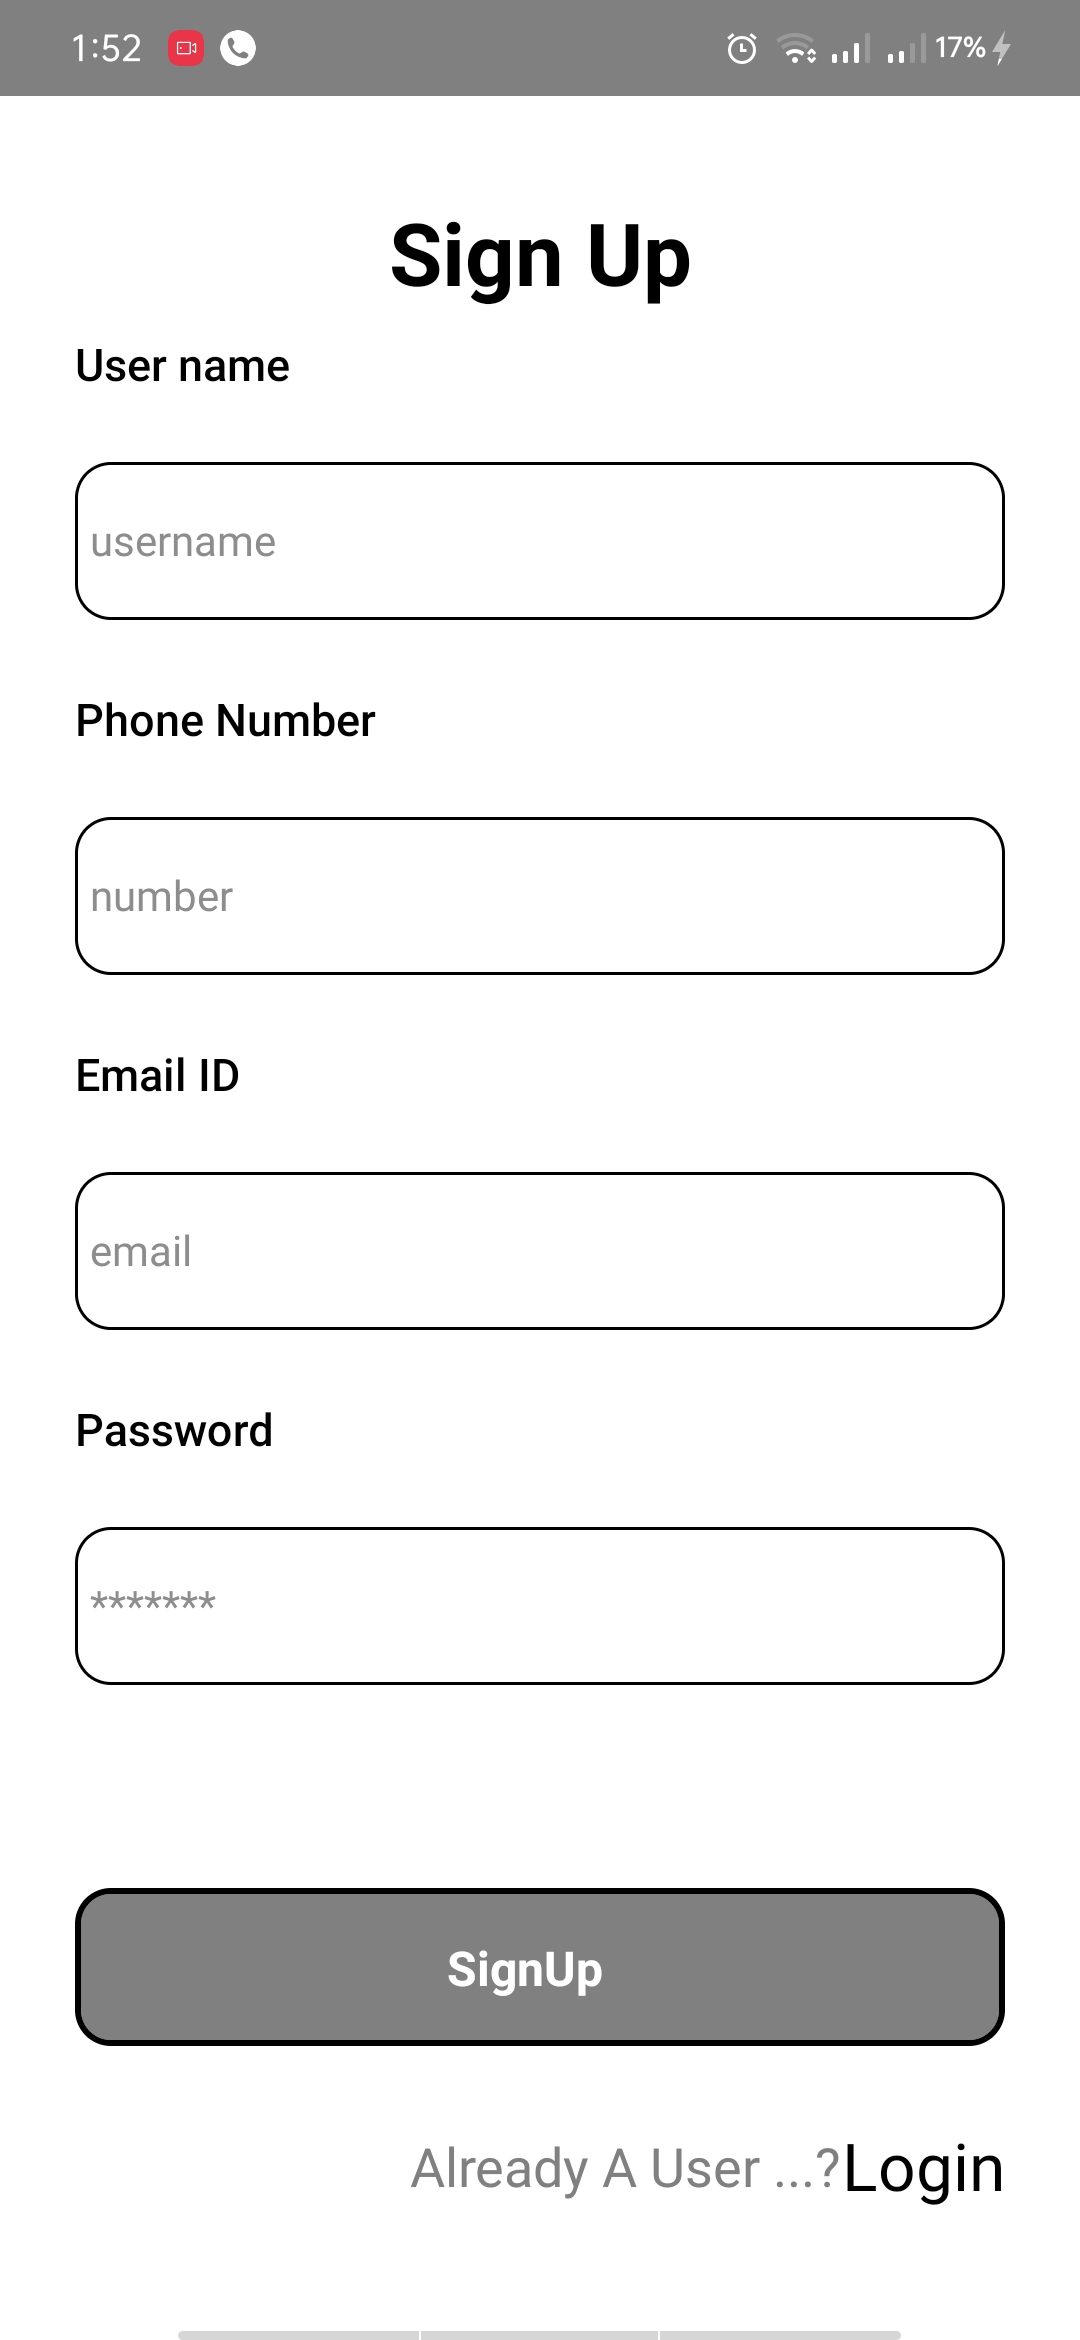 1:52 17%
Sign Up
User name
username
Phone Number
number
Email ID
email
Password
*******
SignUp
Already A User ...?Login